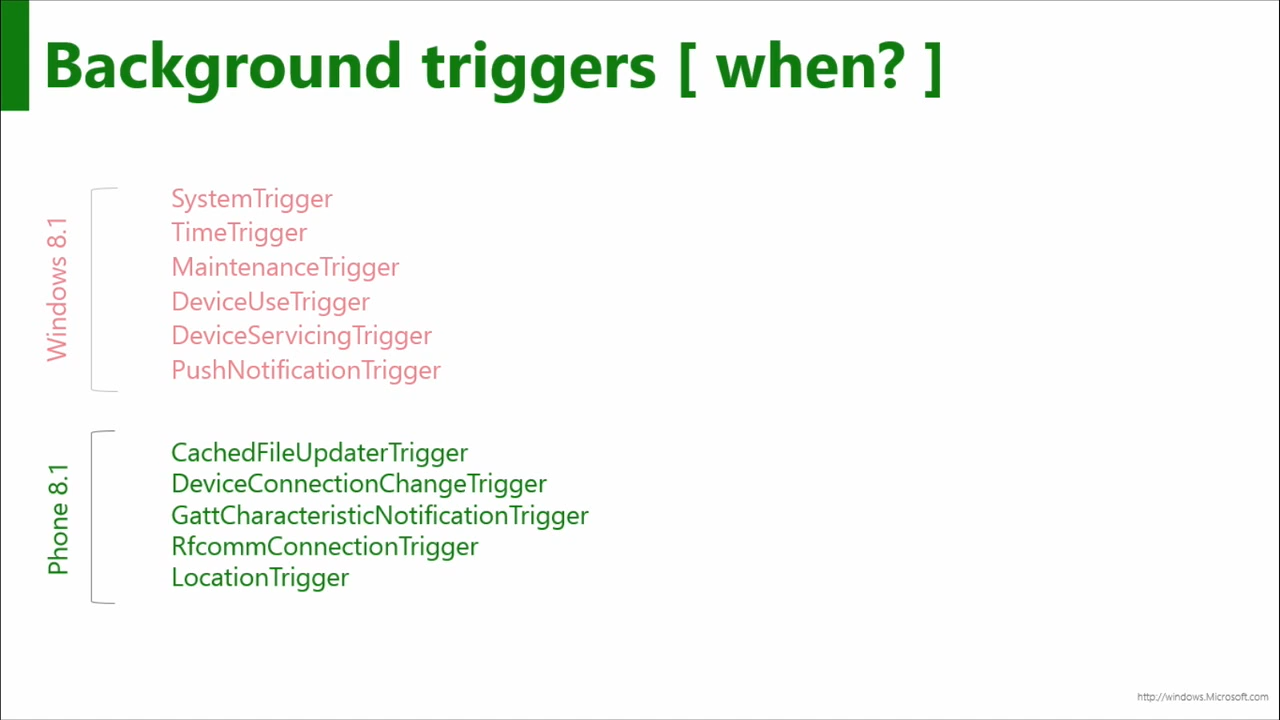 Background triggers [ when? ]
Windows 8.1
SystemTrigger
TimeTrigger
MaintenanceTrigger
DeviceUseTrigger
DeviceServicingTrigger
PushNotificationTrigger
Phone 8.1
CachedFileUpdaterTrigger
DeviceConnectionChangeTrigger
GattCharacteristicNotificationTrigger
RfcommConnectionTrigger
LocationTrigger
http://windows.Microsoft.com